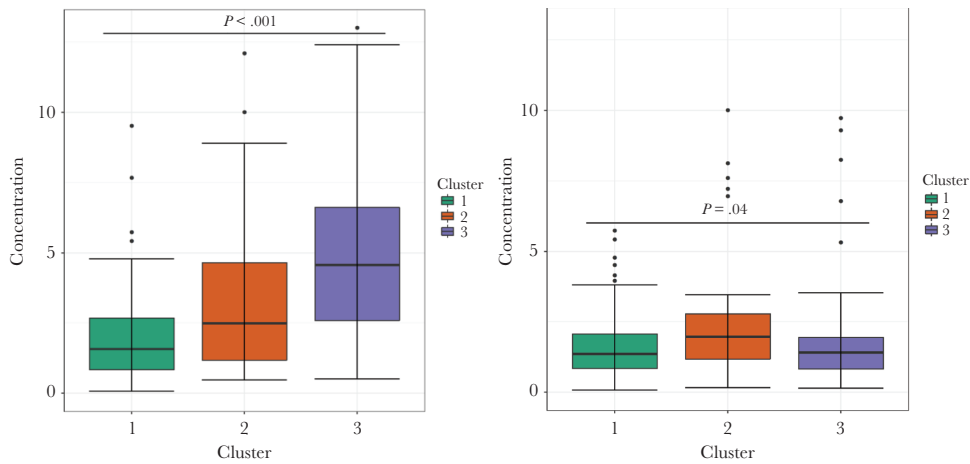 P < .001
10
5
0
Concentration
1
2
3
Cluster
Cluster
1
2
3
P = .04
10
5
0
Concentration
1
2
3
Cluster
Cluster
1
2
3